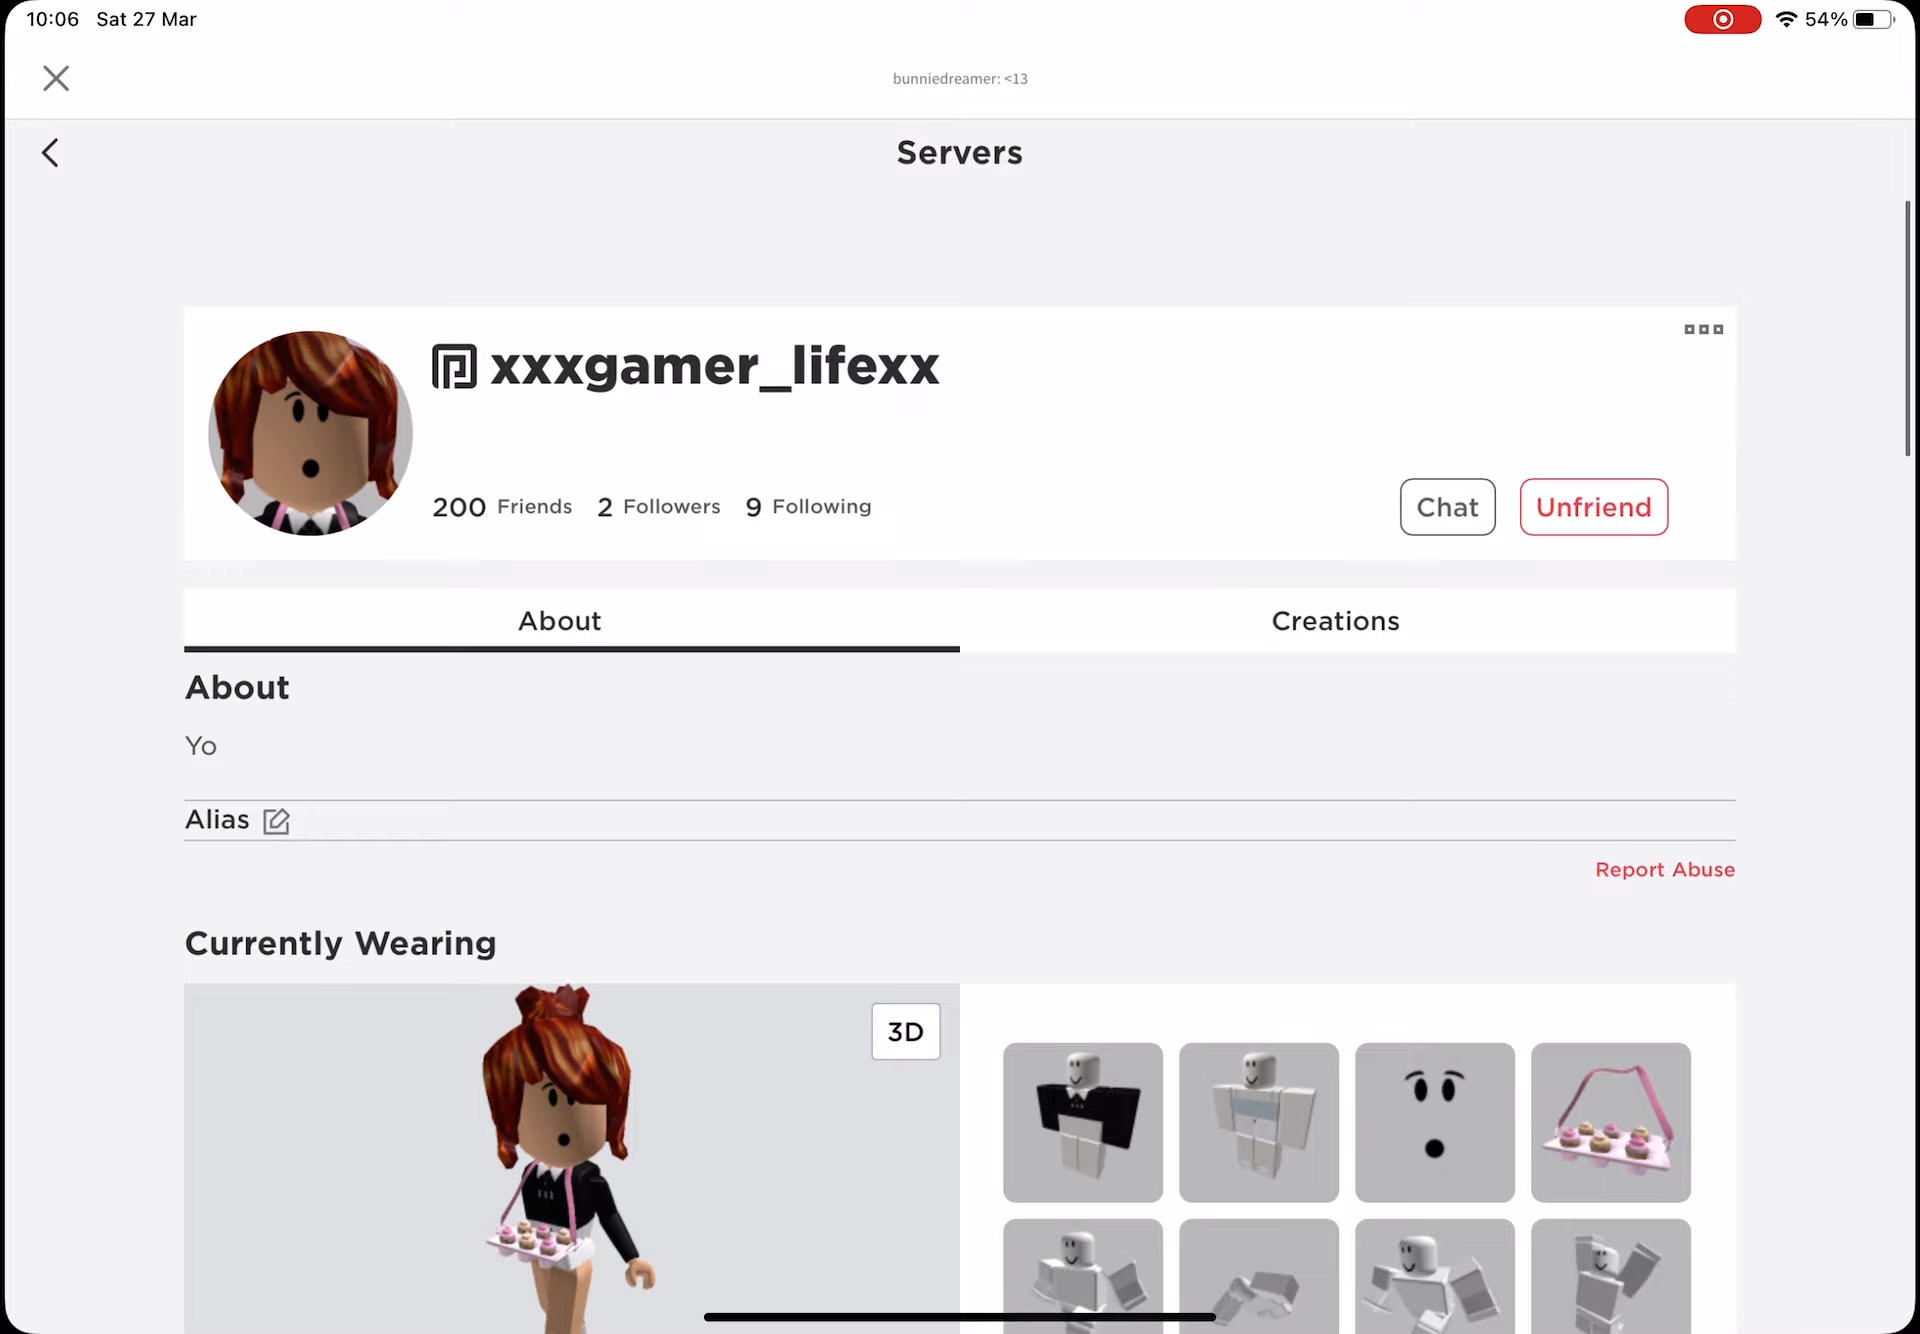 10:06 Sat 27 Mar
54%
bunniedreamer: <13
Servers
xxxgamer_lifexx
200 Friends 2 Followers 9 Following
Chat
Unfriend
About
Creations
About
Yo
Alias
Report Abuse
Currently Wearing
3D